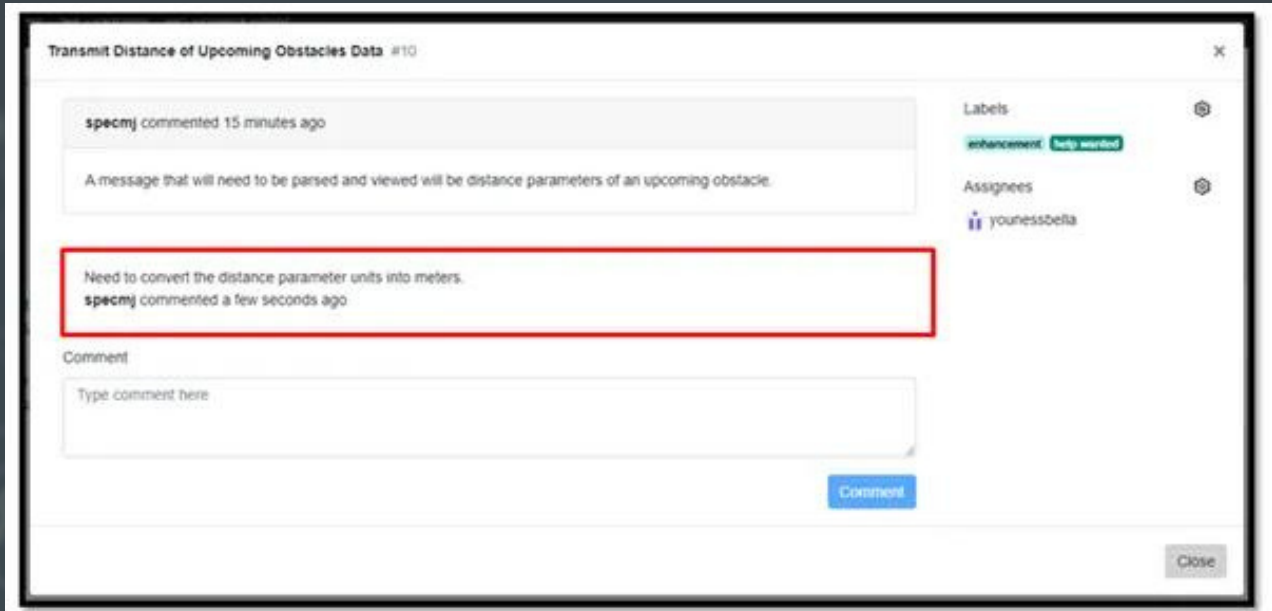 Transmit Distance of Upcoming Obstacles Data #10
×
specmj commented 15 minutes ago
A message that will need to be parsed and viewed will be distance parameters of an upcoming obstacle.
Need to convert the distance parameter units into meters.
specmj commented a few seconds ago
Comment
Type comment here
Comment
Labels
enhancement help wanted
Assignees
younessbella
Close